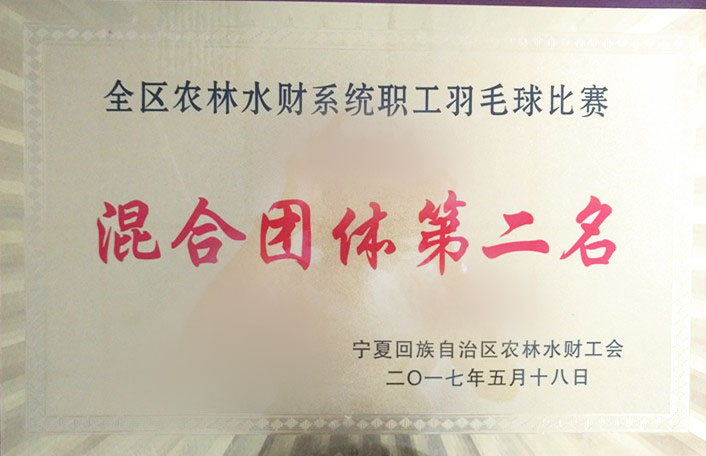 全区农林水财系统职工羽毛球比赛
混合团体第二名
宁夏回族自治区农林水财工会
二〇一七年五月十八日